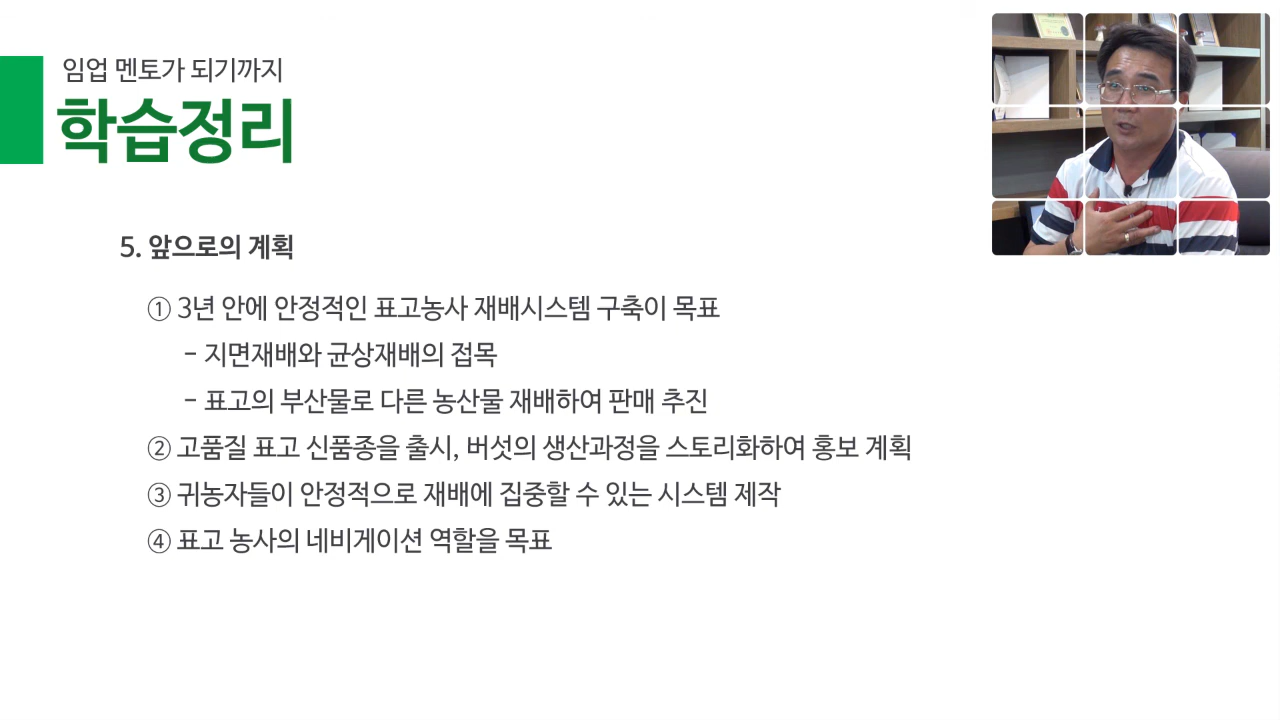 임업 멘토가 되기까지
학습정리
5. 앞으로의 계획
① 3년 안에 안정적인 표고농사 재배시스템 구축이 목표
- 지면재배와 균상재배의 접목
- 표고의 부산물로 다른 농산물 재배하여 판매 추진
② 고품질 표고 신품종을 출시, 버섯의 생산과정을 스토리화하여 홍보 계획
③ 귀농자들이 안정적으로 재배에 집중할 수 있는 시스템 제작
④ 표고 농사의 네비게이션 역할을 목표